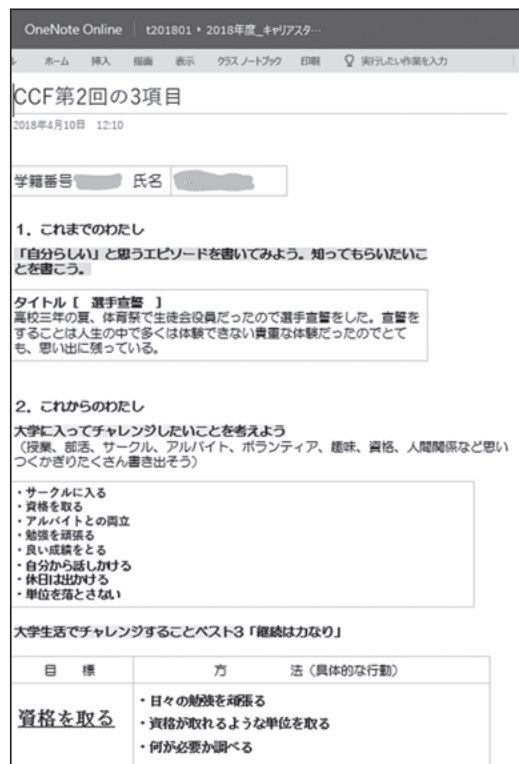 OneNote Online t201801 › 2018年度_キャリアスタ…
ホーム 挿入 描画 表示 クラス ノートブック 印刷 実行したい作業を入力
CCF第2回の3項目
2018年4月10日 12:10
学籍番号 氏名
1．これまでのわたし
「自分らしい」と思うエピソードを書いてみよう。知ってもらいたいこ
とを書こう。
タイトル [ 選手宣誓 ]
高校三年の夏、体育祭で生徒会役員だったので選手宣誓をした。宣誓を
することは人生の中で多くは体験できない貴重な体験だったのでとて
も、思い出に残っている。
2．これからのわたし
大学に入ってチャレンジしたいことを考えよう
（授業、部活、サークル、アルバイト、ボランティア、趣味、資格、人間関係など思い
つくかぎりたくさん書き出そう）
・サークルに入る
・資格を取る
・アルバイトとの両立
・勉強を頑張る
・良い成績をとる
・自分から話しかける
・休日は出かける
・単位を落とさない
大学生活でチャレンジすることベスト3「継続は力なり」
目 標 方 法（具体的な行動）
資格を取る
・日々の勉強を頑張る
・資格が取れるような単位を取る
・何が必要か調べる